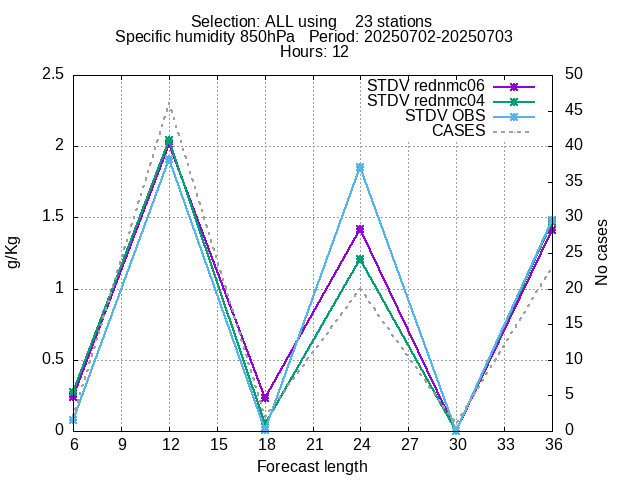 Selection: ALL using    23 stations
Specific humidity 850hPa   Period: 20250702-20250703
Hours: 12
STDV rednmc06
STDV rednmc04
STDV OBS
CASES
2.5
2
1.5
1
0.5
0
g/Kg
50
45
40
35
30
25
20
15
10
5
0
No cases
6 9 12 15 18 21 24 27 30 33 36
Forecast length